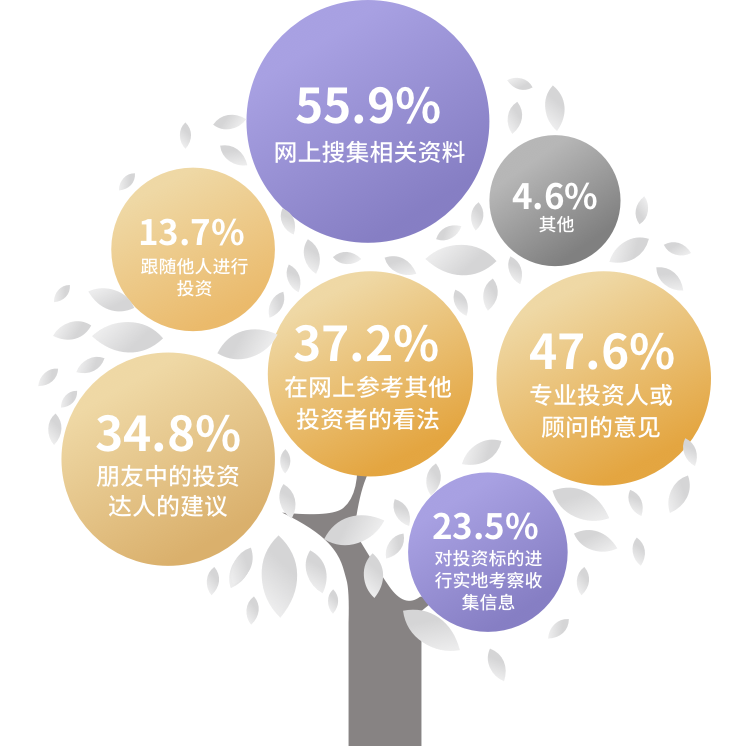 55.9%
网上搜集相关资料
4.6%
其他
13.7%
跟随他人进行
投资
37.2%
在网上参考其他
投资者的看法
47.6%
专业投资人或
顾问的意见
34.8%
朋友中的投资
达人的建议
23.5%
对投资标的进
行实地考察收
集信息